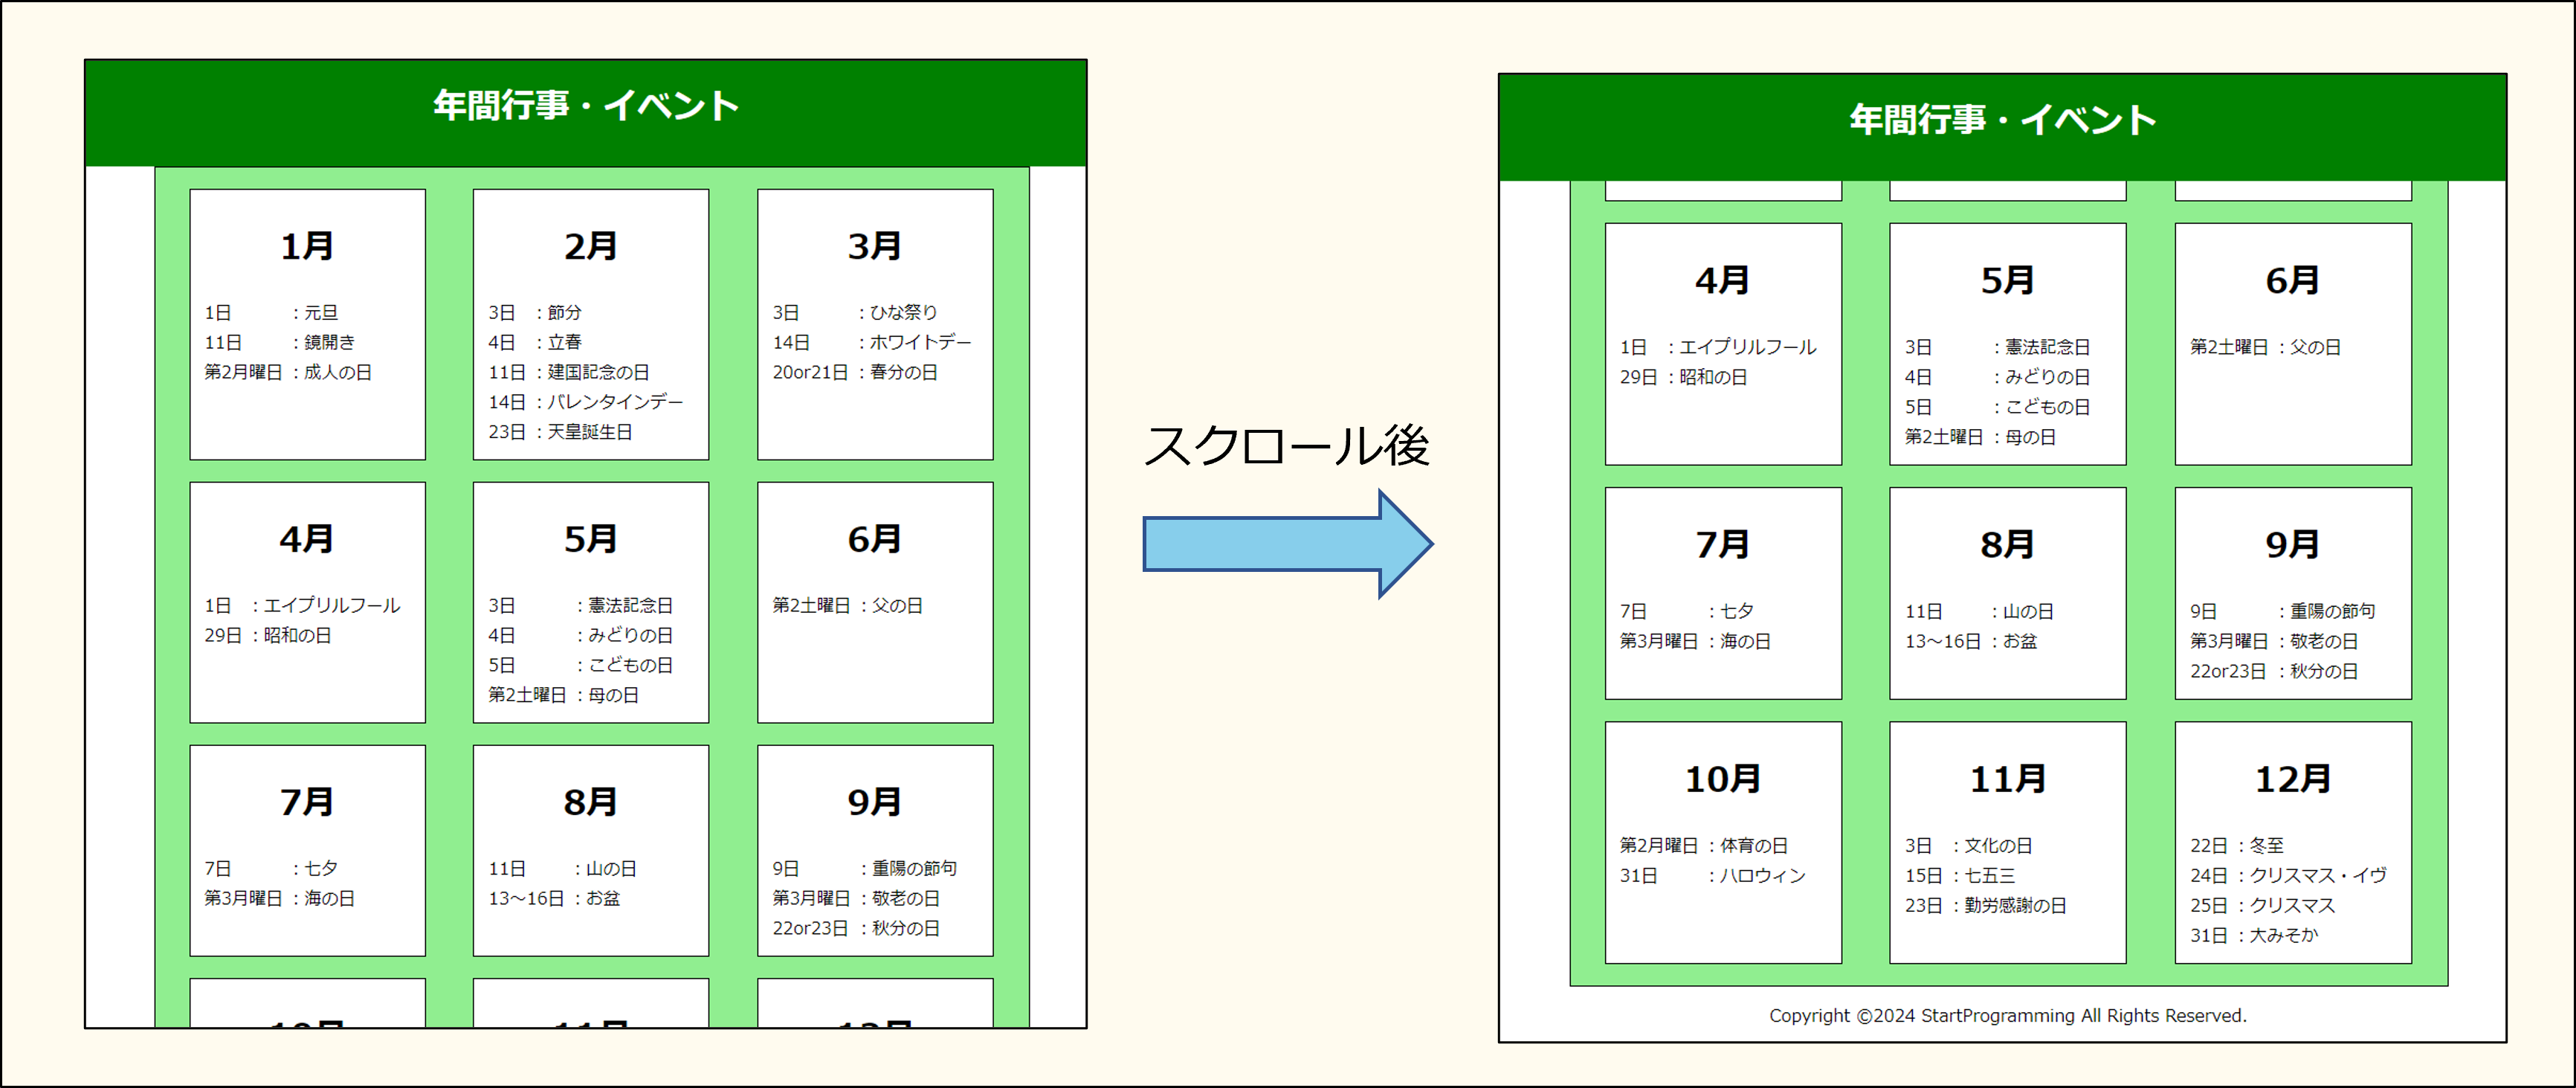 年間行事・イベント
1月
1日 : 元旦
11日 : 鏡開き
第2月曜日 : 成人の日
2月
3日 : 節分
4日 : 立春
11日 : 建国記念の日
14日 : バレンタインデー
23日 : 天皇誕生日
3月
3日 : ひな祭り
14日 : ホワイトデー
20or21日 : 春分の日
4月
1日 : エイプリルフール
29日 : 昭和の日
5月
3日 : 憲法記念日
4日 : みどりの日
5日 : こどもの日
第2土曜日 : 母の日
6月
第2土曜日 : 父の日
7月
7日 : 七夕
第3月曜日 : 海の日
8月
11日 : 山の日
13～16日 : お盆
9月
9日 : 重陽の節句
第3月曜日 : 敬老の日
22or23日 : 秋分の日
10月
11月
12月
スクロール後
年間行事・イベント
4月
1日 : エイプリルフール
29日 : 昭和の日
5月
3日 : 憲法記念日
4日 : みどりの日
5日 : こどもの日
第2土曜日 : 母の日
6月
第2土曜日 : 父の日
7月
7日 : 七夕
第3月曜日 : 海の日
8月
11日 : 山の日
13～16日 : お盆
9月
9日 : 重陽の節句
第3月曜日 : 敬老の日
22or23日 : 秋分の日
10月
第2月曜日 : 体育の日
31日 : ハロウィン
11月
3日 : 文化の日
15日 : 七五三
23日 : 勤労感謝の日
12月
22日 : 冬至
24日 : クリスマス・イヴ
25日 : クリスマス
31日 : 大みそか
Copyright ©2024 StartProgramming All Rights Reserved.